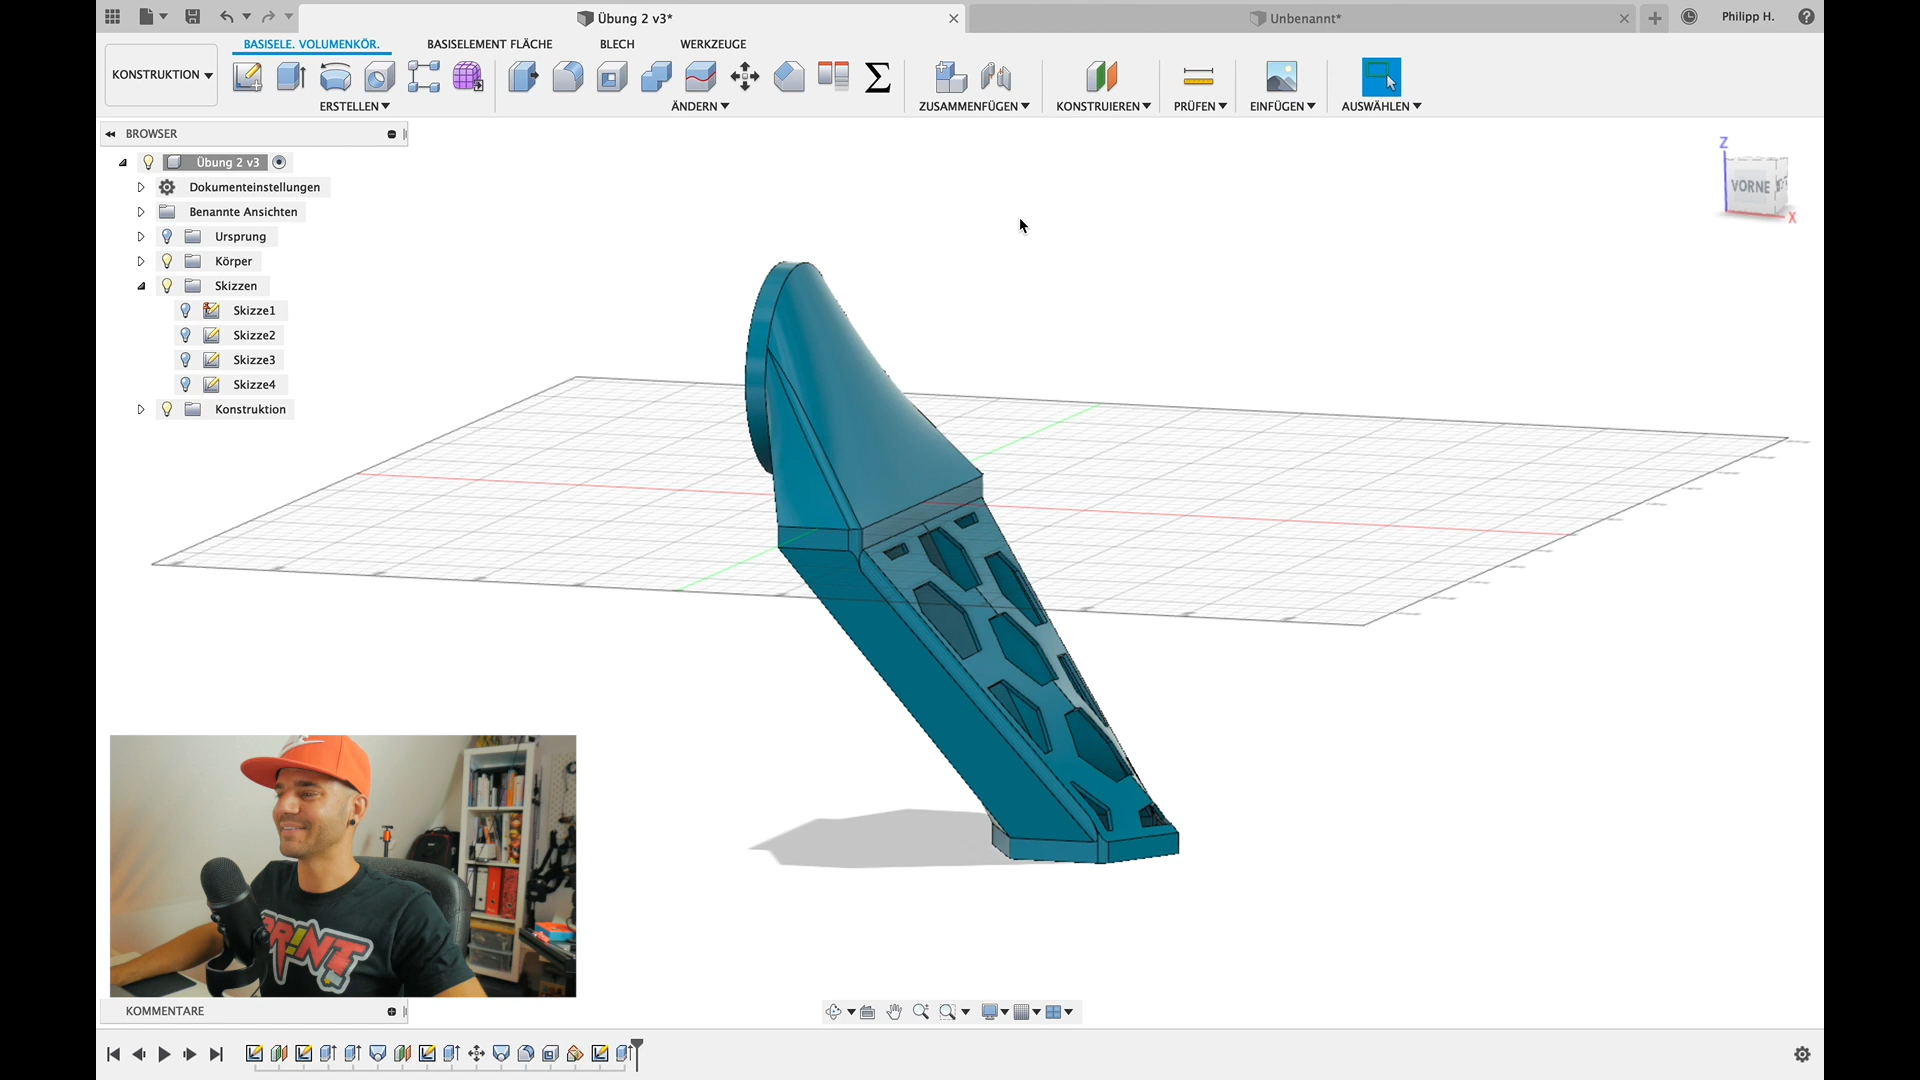 Übung 2 v3*
Unbenannt*
Philipp H.
KONSTRUKTION
BASISELE. VOLUMENKÖR.
BASISELEMENT FLÄCHE
BLECH
WERKZEUGE
ERSTELLEN
ÄNDERN
ZUSAMMENFÜGEN
KONSTRUIEREN
PRÜFEN
EINFÜGEN
AUSWÄHLEN
BROWSER
Übung 2 v3
Dokumenteinstellungen
Benannte Ansichten
Ursprung
Körper
Skizzen
Skizze1
Skizze2
Skizze3
Skizze4
Konstruktion
Z
VORNE
X
PRINT
KOMMENTARE